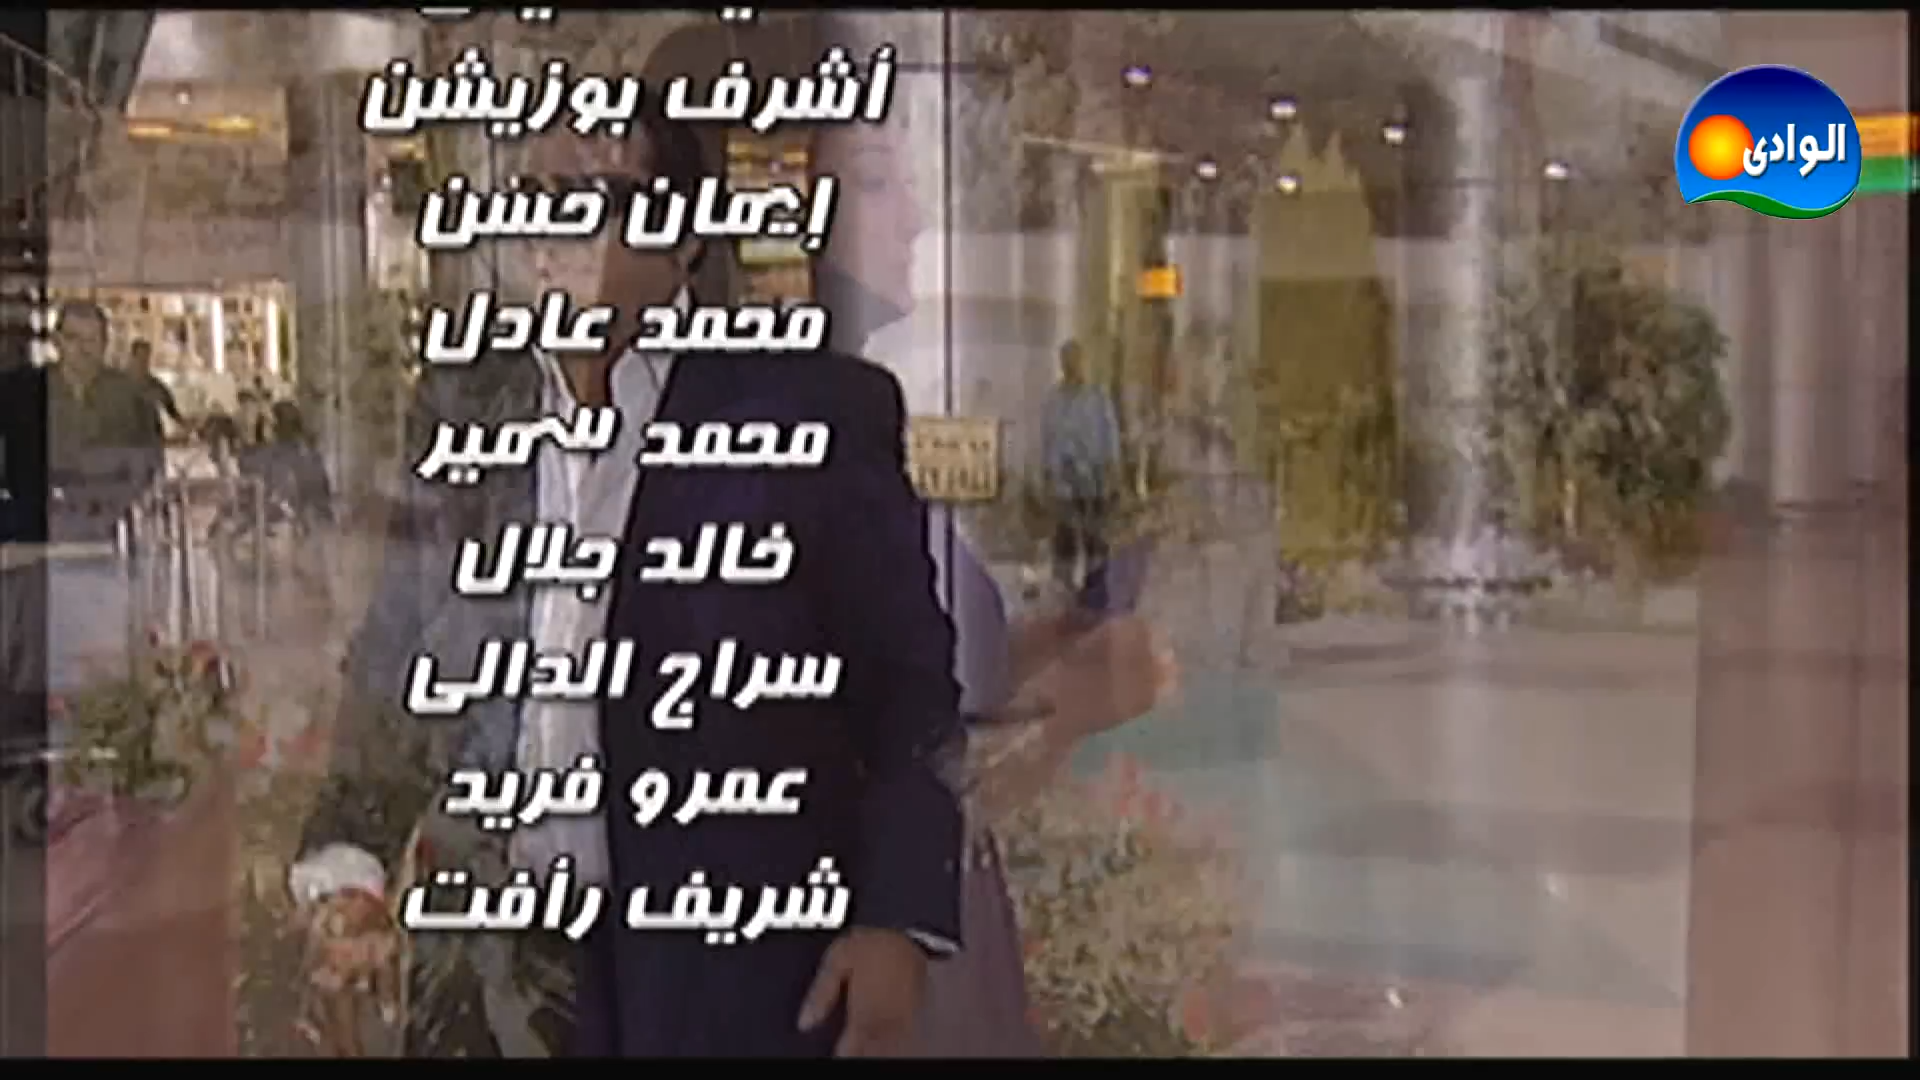 أشرف بوزيشن
إيمان حسن
محمد عادل
محمد سمير
خالد جلال
سراج الدالى
عمرو فريد
شريف رأفت
الوادى